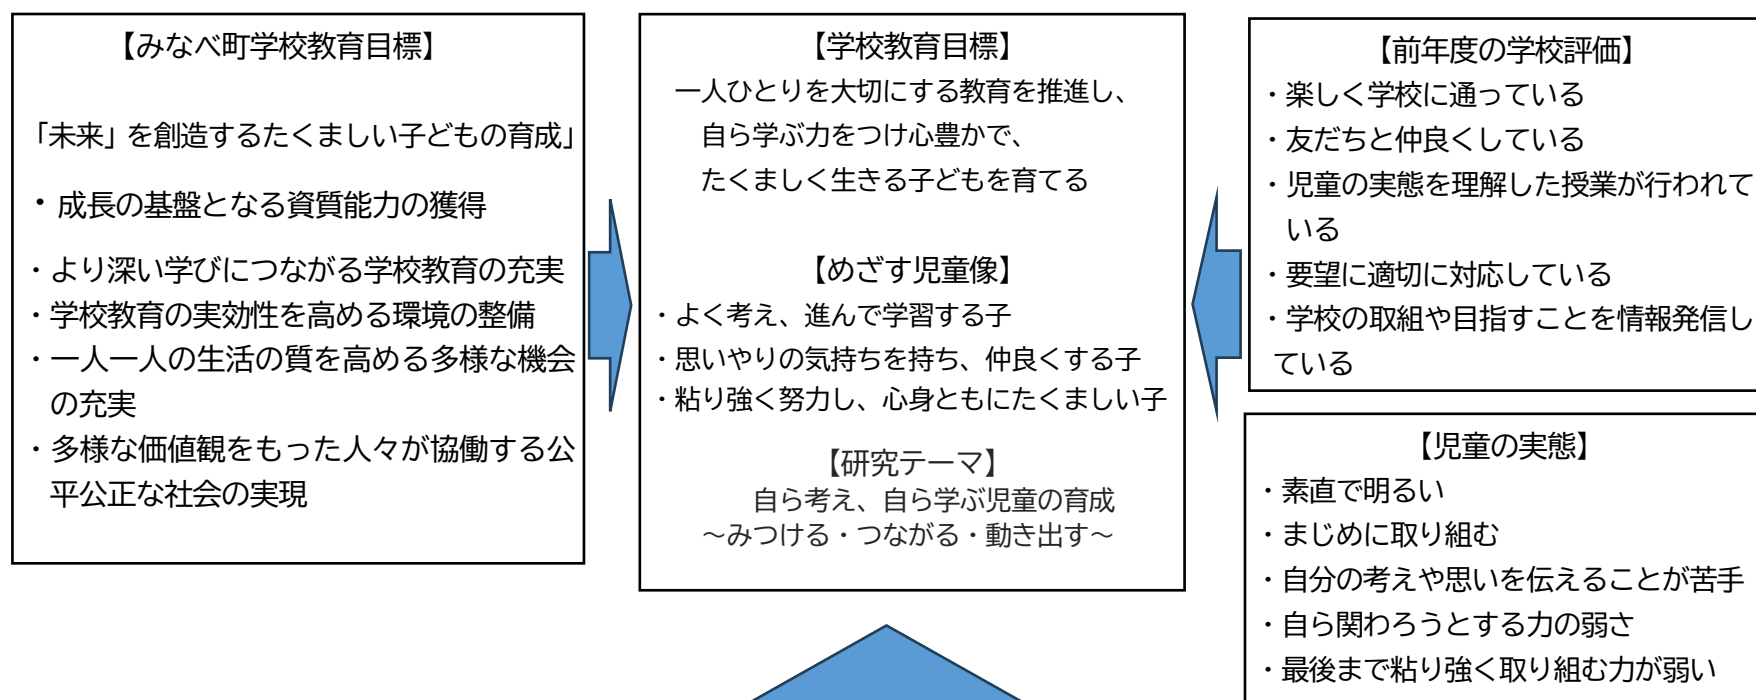 【みなべ町学校教育目標】
「未来」を創造するたくましい子どもの育成」
・成長の基盤となる資質能力の獲得
・より深い学びにつながる学校教育の充実
・学校教育の実効性を高める環境の整備
・一人一人の生活の質を高める多様な機会
の充実
・多様な価値観をもった人々が協働する公
平公正な社会の実現
【学校教育目標】
一人ひとりを大切にする教育を推進し、
自ら学ぶ力をつけ心豊かで、
たくましく生きる子どもを育てる
【めざす児童像】
・よく考え、進んで学習する子
・思いやりの気持ちを持ち、仲良くする子
・粘り強く努力し、心身ともにたくましい子
【研究テーマ】
自ら考え、自ら学ぶ児童の育成
～みつける・つながる・動き出す～
【前年度の学校評価】
・楽しく学校に通っている
・友だちと仲良くしている
・児童の実態を理解した授業が行われて
いる
・要望に適切に対応している
・学校の取組や目指すことを情報発信し
ている
【児童の実態】
・素直で明るい
・まじめに取り組む
・自分の考えや思いを伝えることが苦手
・自ら関わろうとする力の弱さ
・最後まで粘り強く取り組む力が弱い